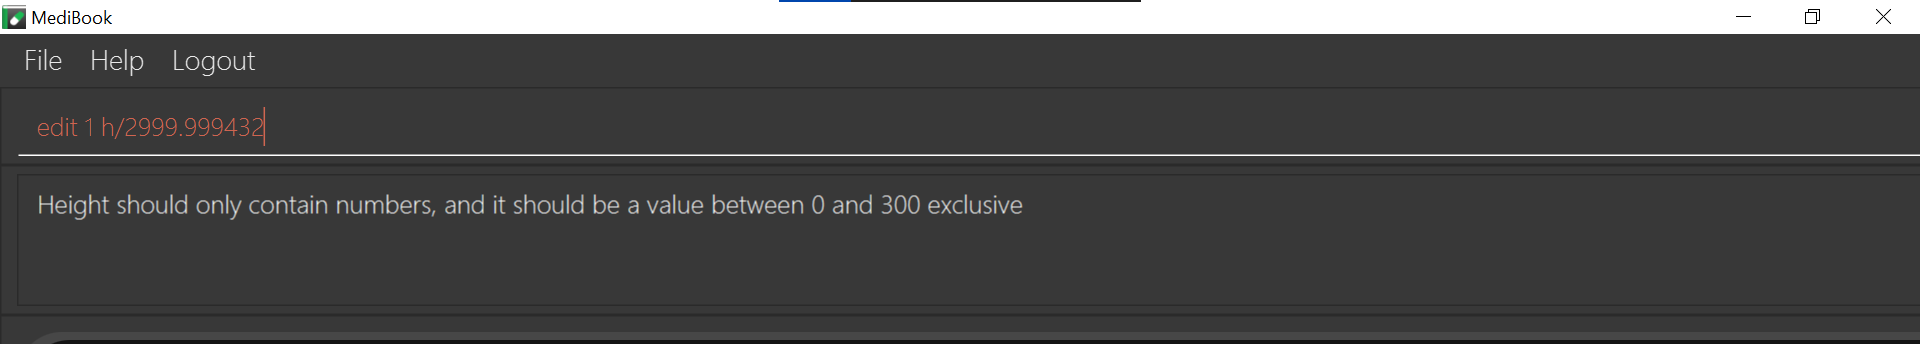 MediBook
File Help Logout
edit 1 h/2999.999432
Height should only contain numbers, and it should be a value between 0 and 300 exclusive